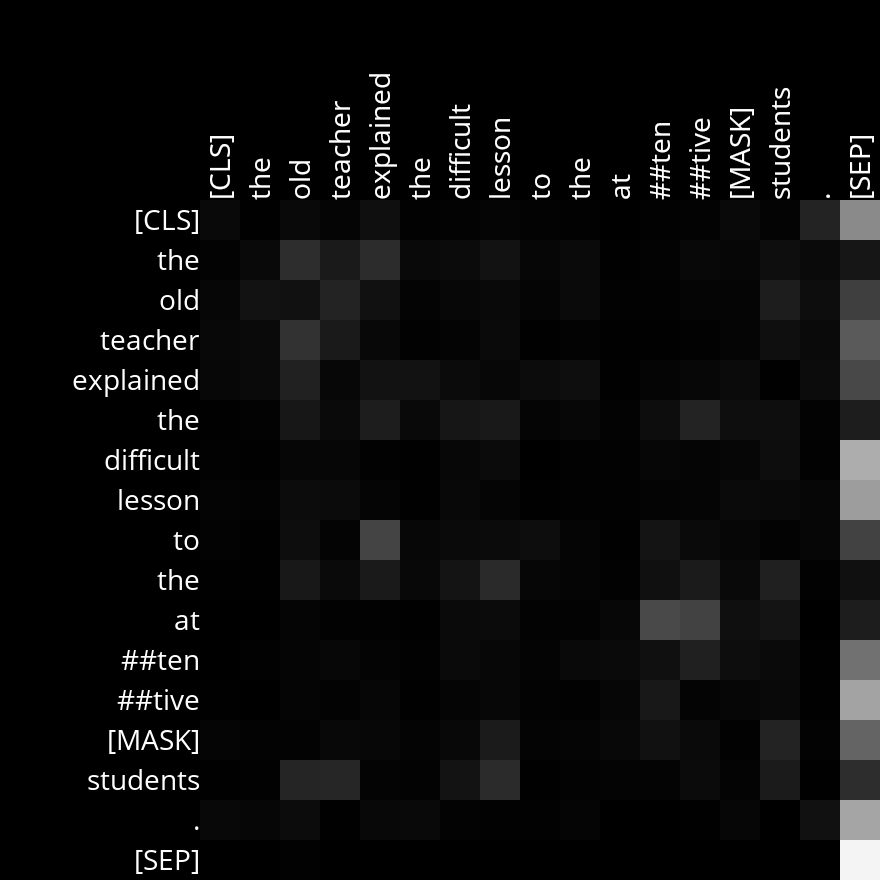 [CLS]
the
old
teacher
explained
the
difficult
lesson
to
the
at
##ten
##tive
[MASK]
students
.
[SEP]
[CLS]
the
old
teacher
explained
the
difficult
lesson
to
the
at
##ten
##tive
[MASK]
students
.
[SEP]